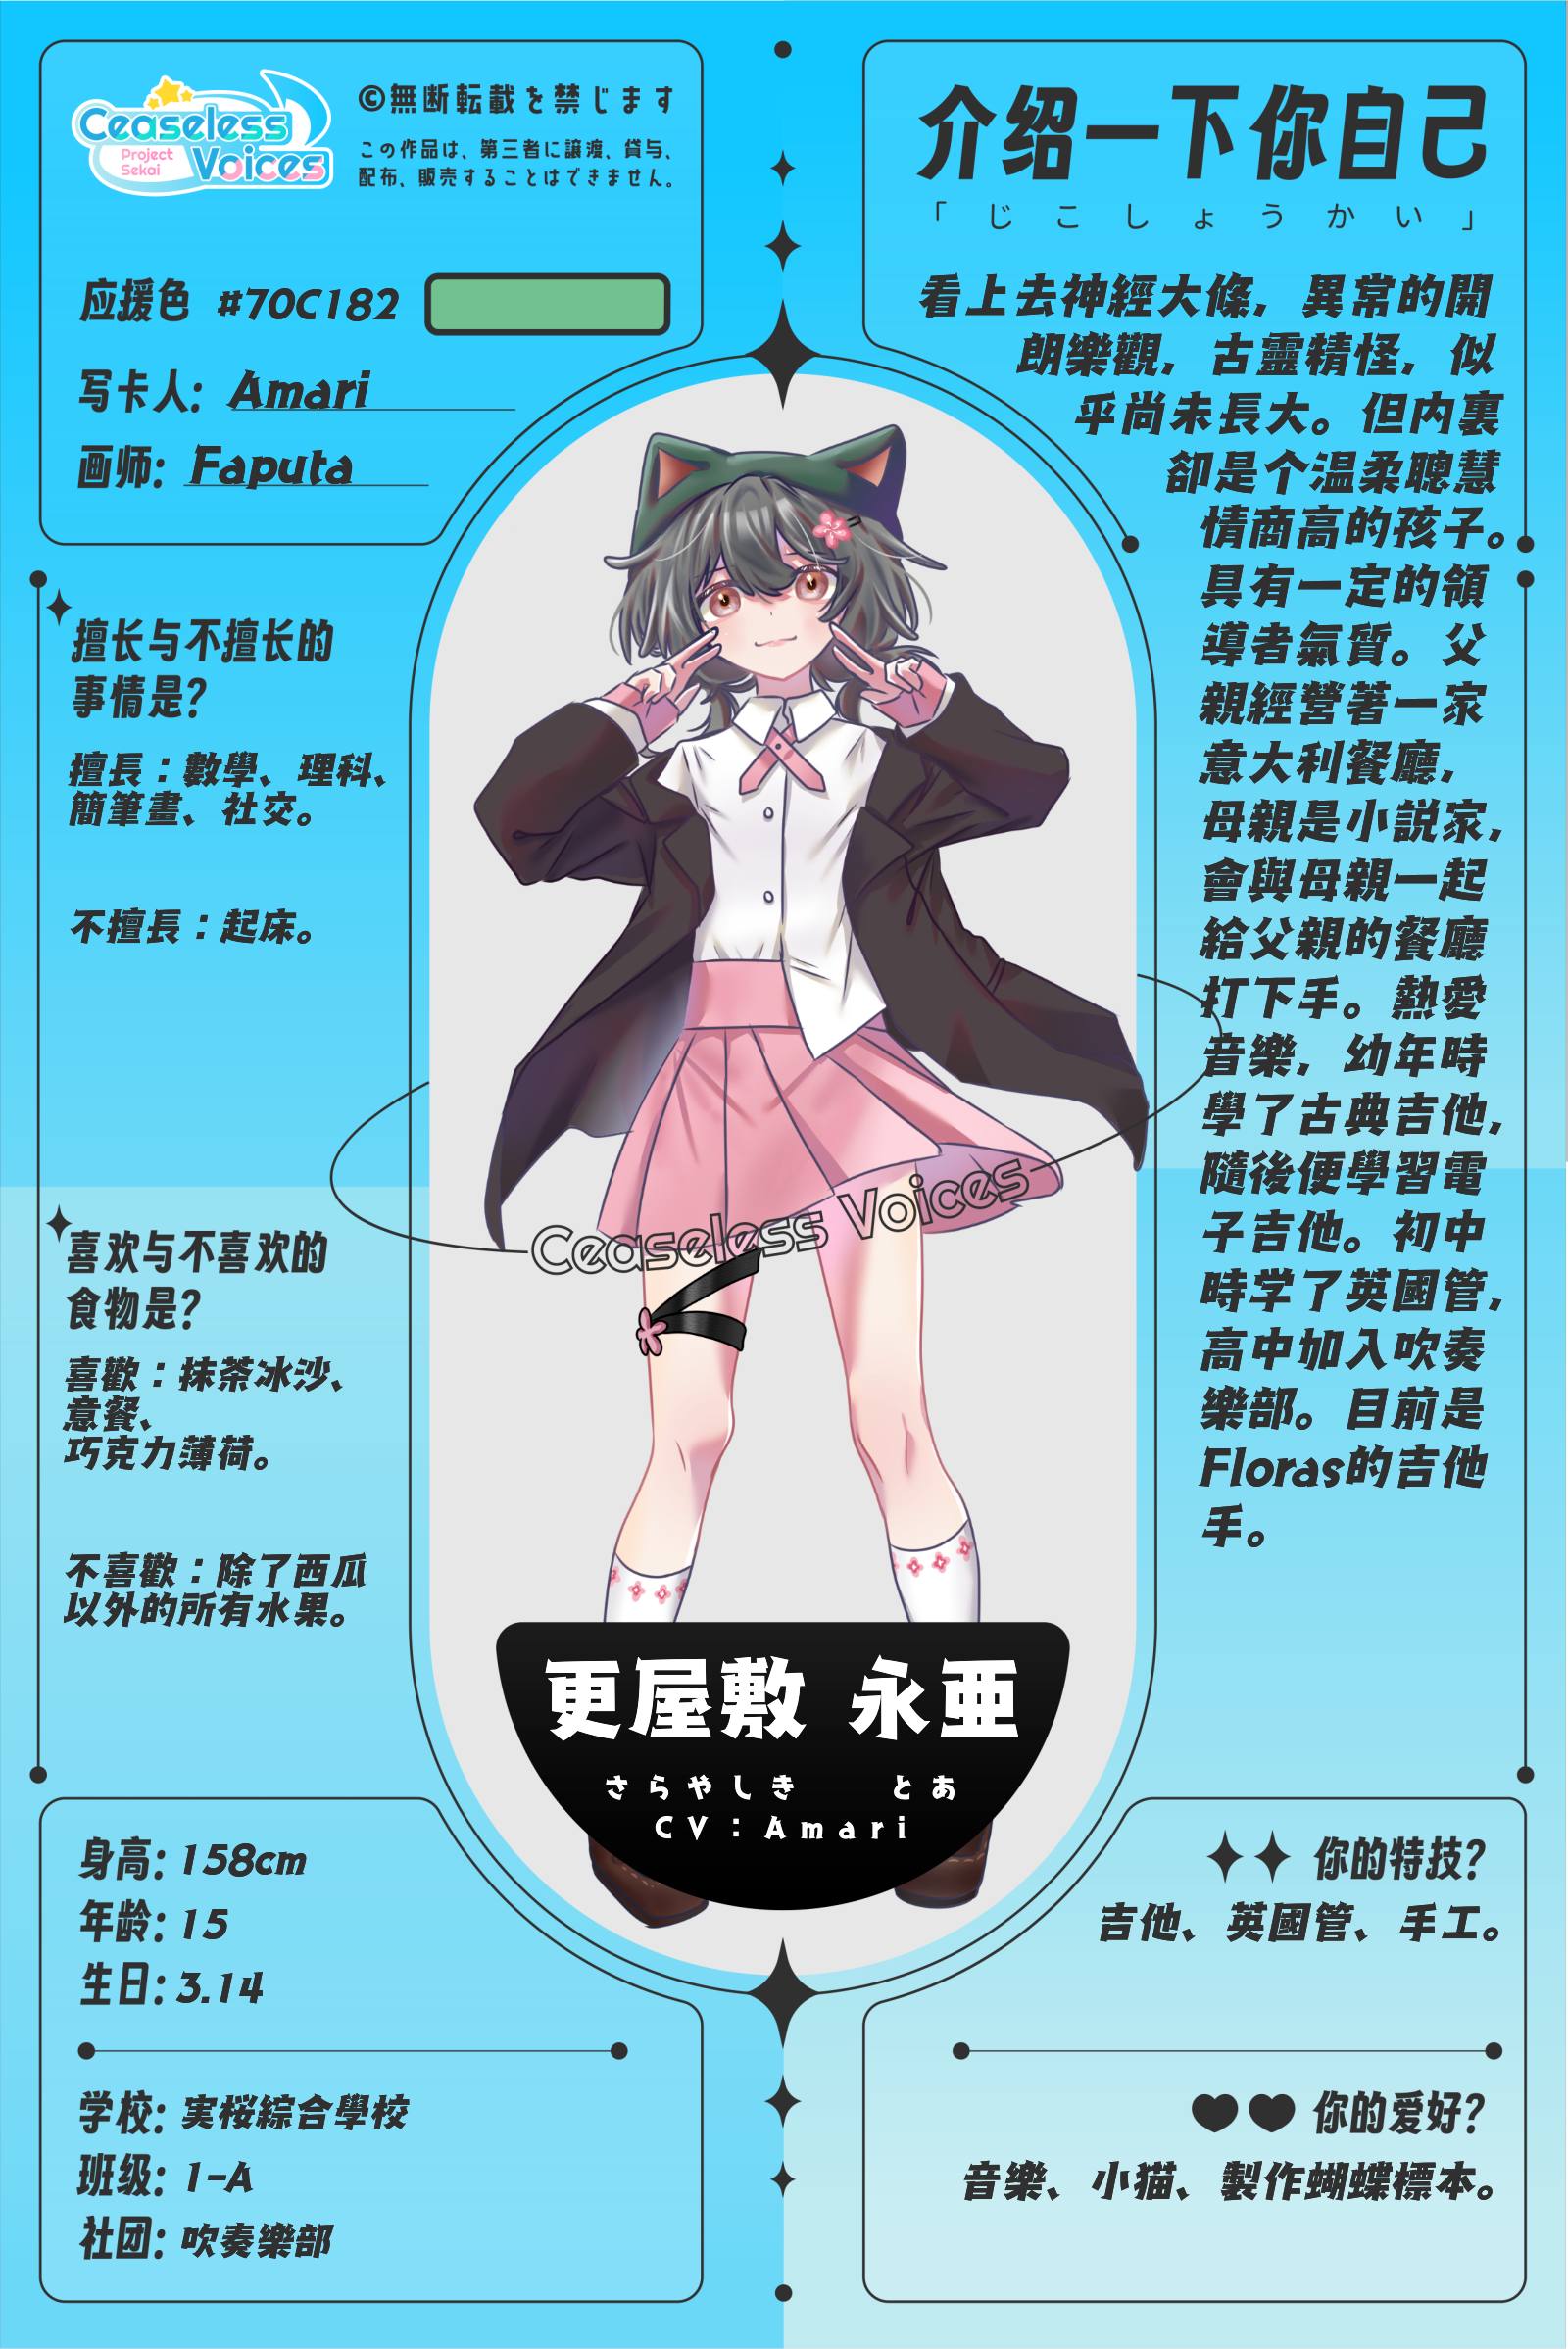 Ceaseless
Voices
Project
Sekai
©無断転載を禁じます
この作品は、第三者に譲渡、貸与、
配布、販売することはできません。
应援色 #70C182
写卡人: Amari
画师: Faputa
介绍一下你自己
「じこしょうかい」
看上去神經大條，異常的開
朗樂觀，古靈精怪，似
乎尚未長大。但内裏
卻是个温柔聰慧
情商高的孩子。
具有一定的領
導者氣質。父
親經營著一家
意大利餐廳，
母親是小説家，
會與母親一起
給父親的餐廳
打下手。熱愛
音樂，幼年時
學了古典吉他，
隨後便學習電
子吉他。初中
時学了英國管，
高中加入吹奏
樂部。目前是
Floras的吉他
手。
擅长与不擅长的
事情是?
擅長：數學、理科、
簡筆畫、社交。
不擅長：起床。
喜欢与不喜欢的
食物是?
喜歡：抹茶冰沙、
意餐、
巧克力薄荷。
不喜歡：除了西瓜
以外的所有水果。
Ceaseless Voices
更屋敷 永亜
さらやしき とあ
CV：Amari
身高: 158cm
年龄: 15
生日: 3.14
学校: 実桜綜合學校
班级: 1-A
社团: 吹奏樂部
你的特技?
吉他、英國管、手工。
你的爱好?
音樂、小猫、製作蝴蝶標本。